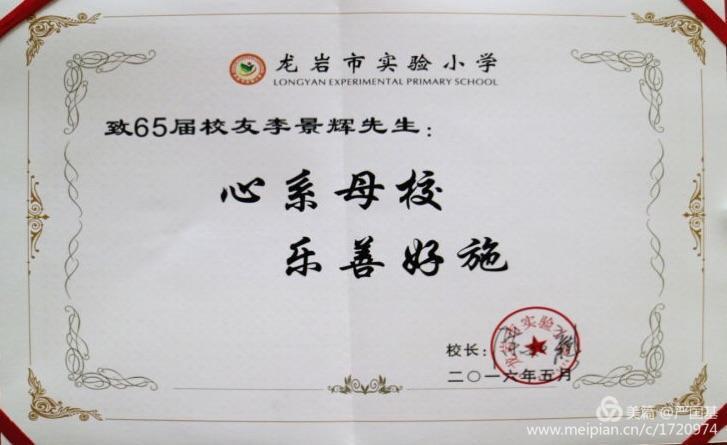 龙岩市实验小学
LONGYAN EXPERIMENTAL PRIMARY SCHOOL
致65届校友李景辉先生：
心系母校
乐善好施
校长：
二〇一六年五月
美篇 @严国基
www.meipian.cn/c/1720974